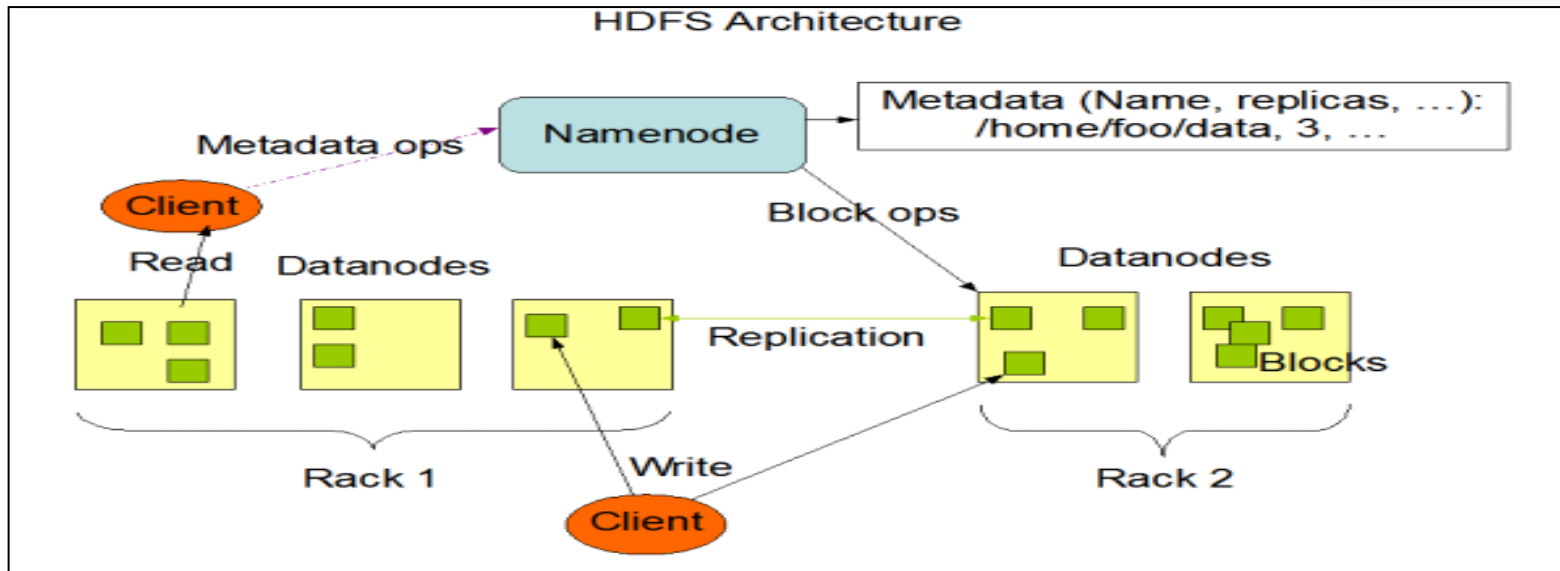 HDFS Architecture
Metadata (Name, replicas, ...):
/home/foo/data, 3, ...
Namenode
Metadata ops
Client
Block ops
Read
Datanodes
Datanodes
Replication
Blocks
Rack 1
Write
Rack 2
Client